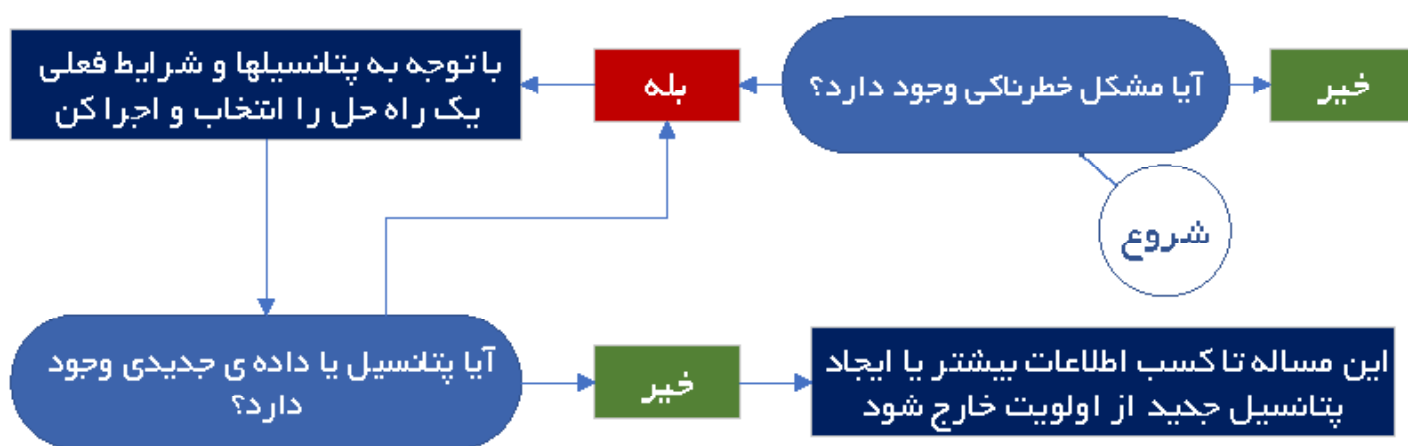 شروع
آیا مشکل خطرناکی وجود دارد؟
خیر
بله
با توجه به پتانسیلها و شرایط فعلی
یک راه حل را انتخاب و اجرا کن
آیا پتانسیل یا داده ی جدیدی وجود
دارد؟
خیر
این مساله تا کسب اطلاعات بیشتر یا ایجاد
پتانسیل جدید از اولویت خارج شود